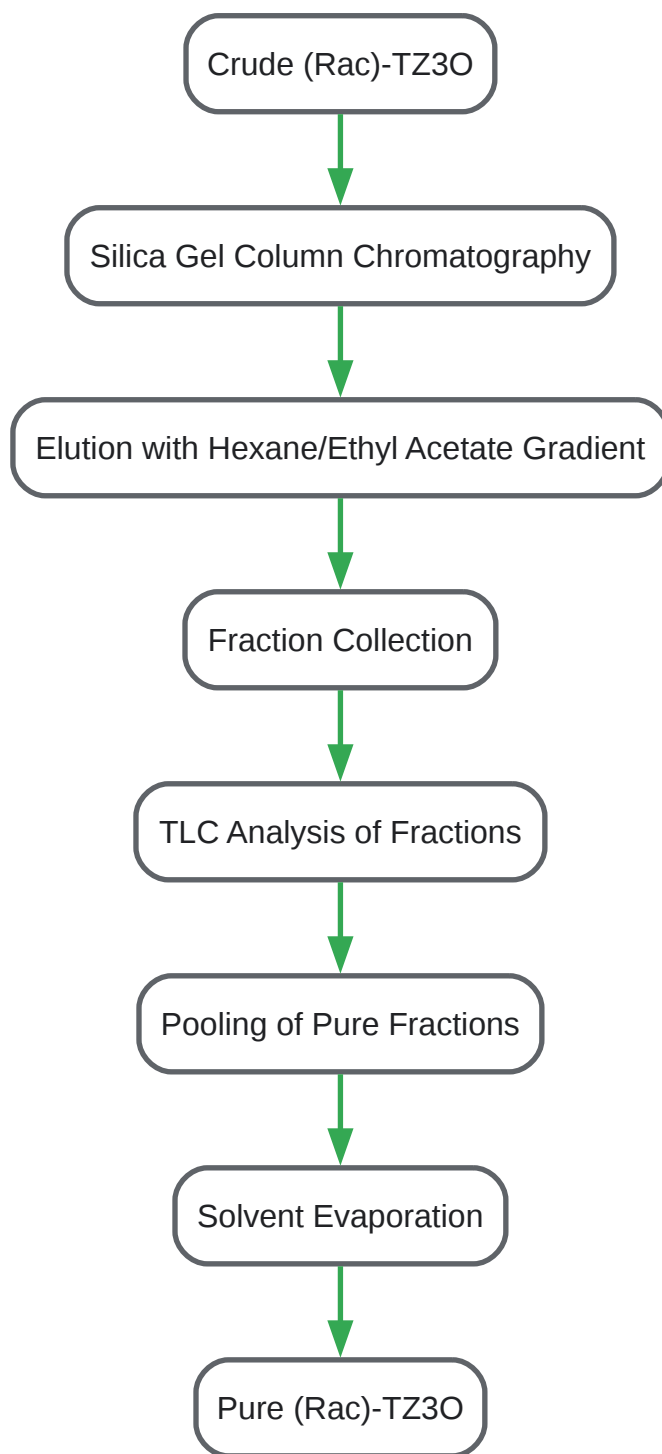 Crude (Rac)-TZ3O
Silica Gel Column Chromatography
Elution with Hexane/Ethyl Acetate Gradient
Fraction Collection
TLC Analysis of Fractions
Pooling of Pure Fractions
Solvent Evaporation
Pure (Rac)-TZ3O